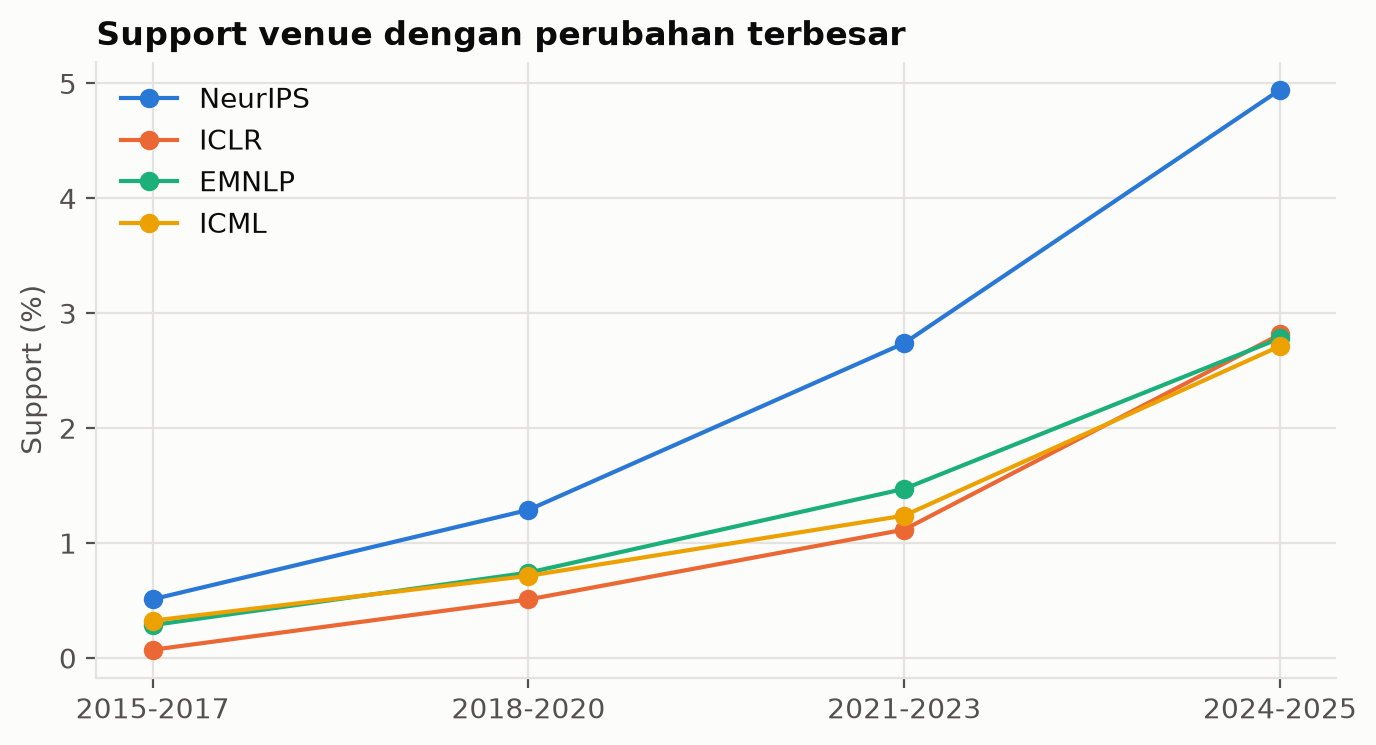 Support venue dengan perubahan terbesar
NeurIPS
ICLR
EMNLP
ICML
Support (%)
5
4
3
2
1
0
2015-2017 2018-2020 2021-2023 2024-2025